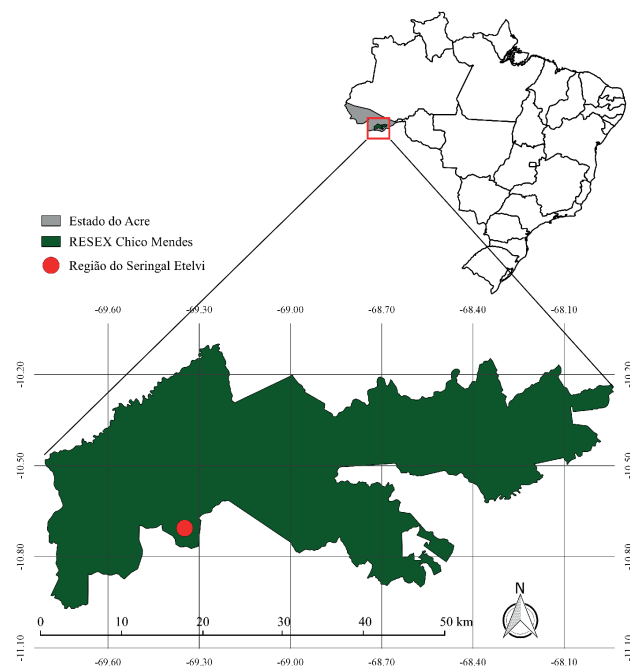 Estado do Acre
RESEX Chico Mendes
Região do Seringal Etelvi
-69.60 -69.30 -69.00 -68.70 -68.40 -68.10
-10.20 -10.20
-10.50 -10.50
-10.80 -10.80
-11.10 -11.10
N
0 10 20 30 40 50 km
-69.60 -69.30 -69.00 -68.70 -68.40 -68.10